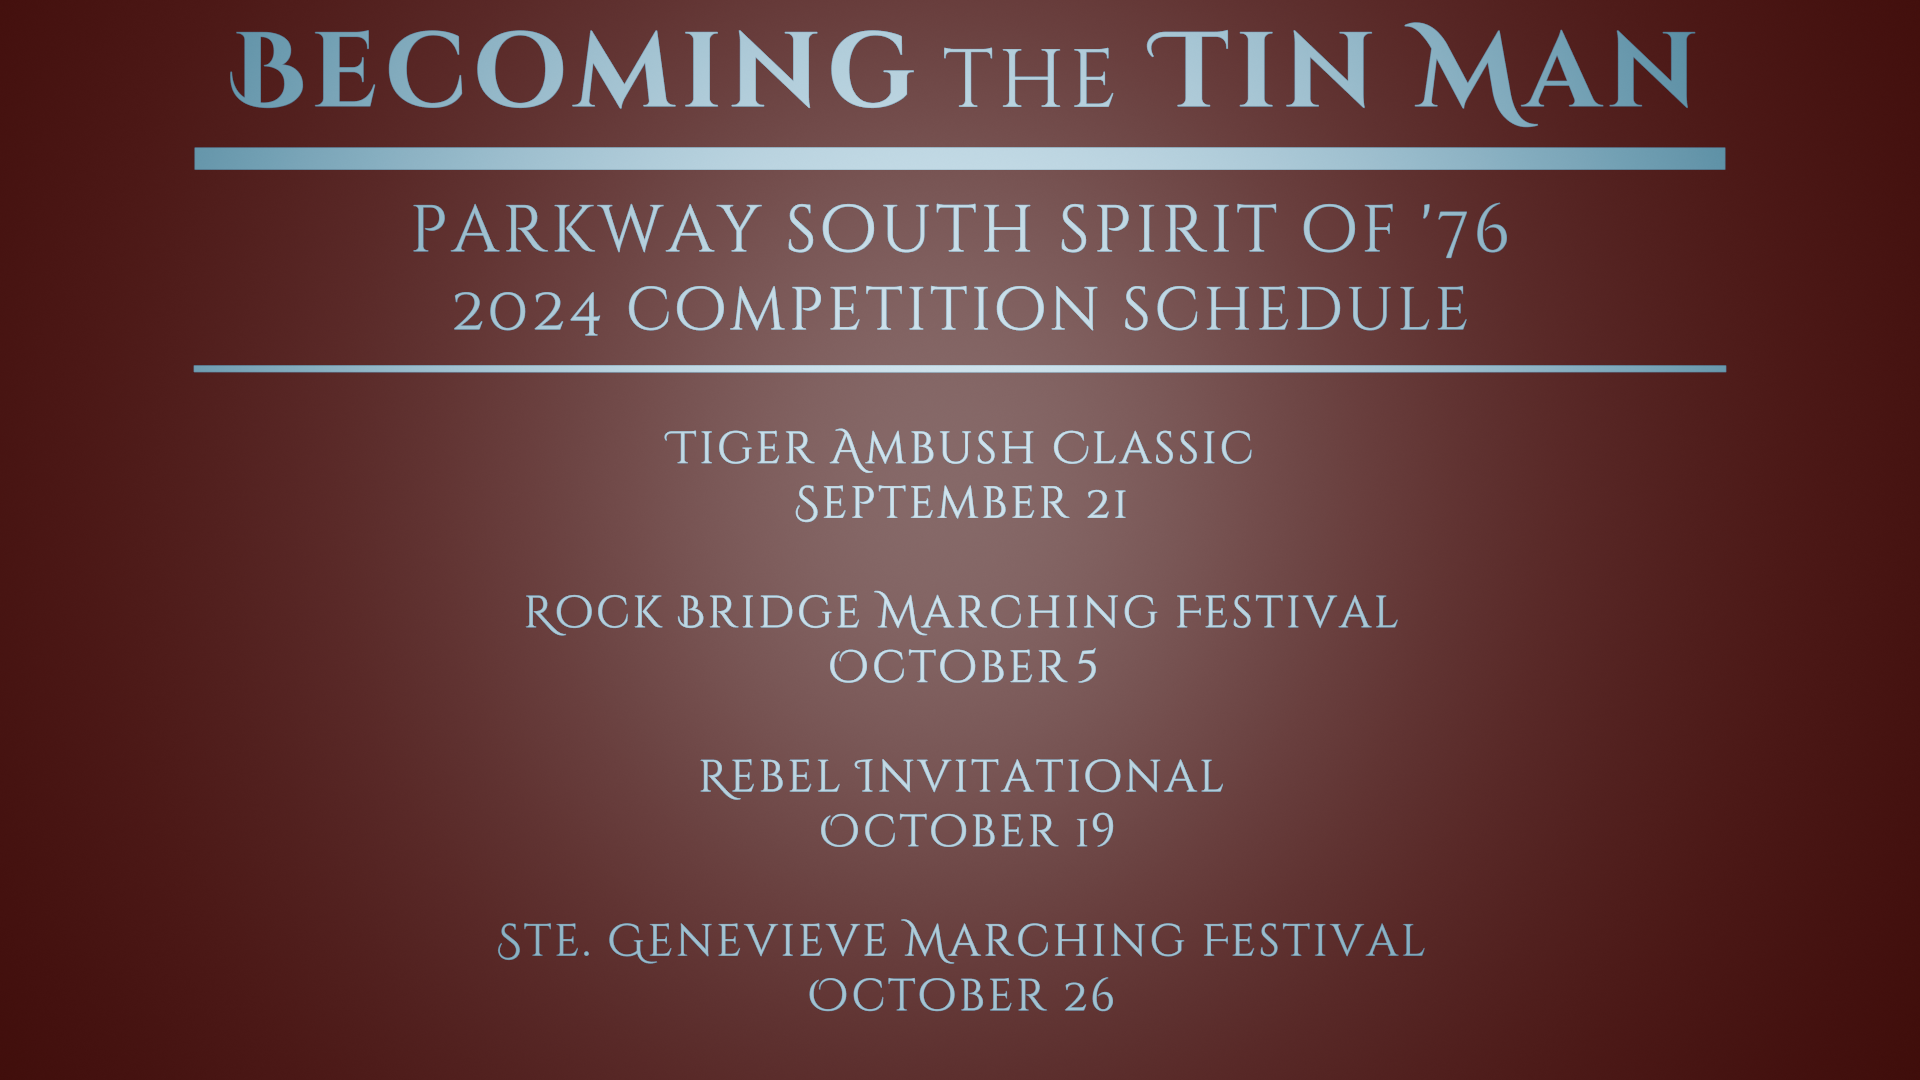 Becoming the Tin Man
Parkway South Spirit of '76
2024 Competition Schedule
Tiger Ambush Classic
September 21
Rock Bridge Marching Festival
October 5
Rebel Invitational
October 19
Ste. Genevieve Marching Festival
October 26